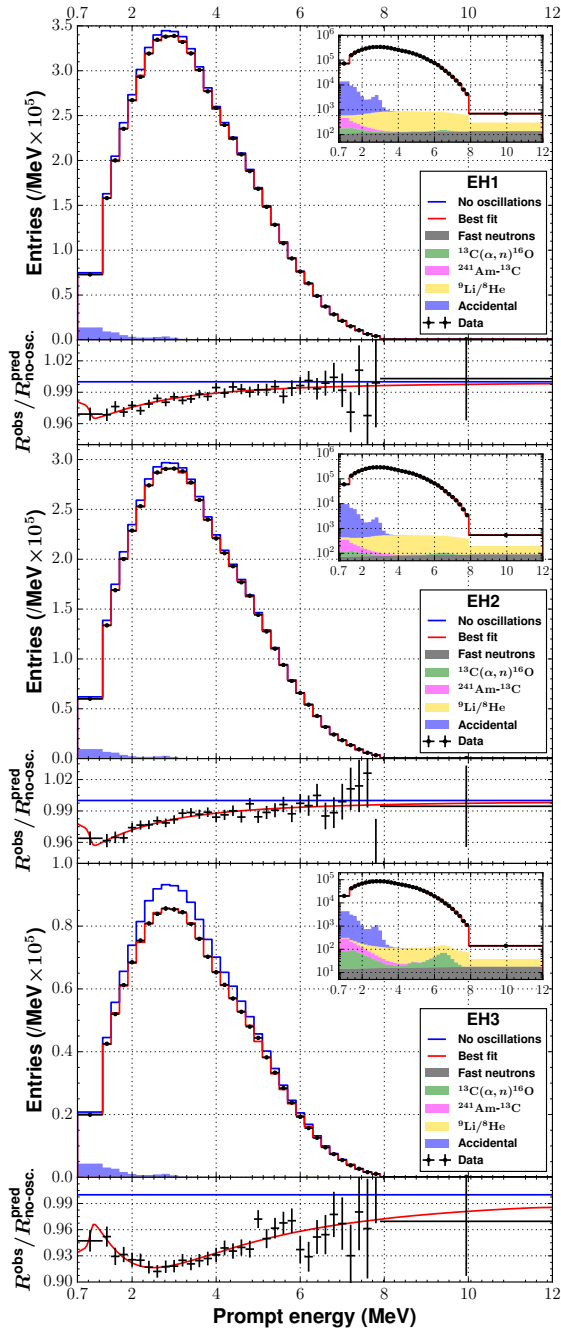 0.7 2 4 6 8 10 12
Entries (/MeV×10⁵)
3.5
3.0
2.5
2.0
1.5
1.0
0.5
0.0
10⁶
10⁵
10⁴
10³
10²
0.7 2 4 6 8 10 12
EH1
No oscillations
Best fit
Fast neutrons
¹³C(α, n)¹⁶O
²⁴¹Am-¹³C
⁹Li/⁸He
Accidental
Data
R^obs/R^pred_no-osc.
1.02
0.99
0.96
Entries (/MeV×10⁵)
3.0
2.5
2.0
1.5
1.0
0.5
0.0
10⁶
10⁵
10⁴
10³
10²
0.7 2 4 6 8 10 12
EH2
No oscillations
Best fit
Fast neutrons
¹³C(α, n)¹⁶O
²⁴¹Am-¹³C
⁹Li/⁸He
Accidental
Data
R^obs/R^pred_no-osc.
1.02
0.99
0.96
Entries (/MeV×10⁵)
1.0
0.8
0.6
0.4
0.2
0.0
10⁵
10⁴
10³
10²
10¹
0.7 2 4 6 8 10 12
EH3
No oscillations
Best fit
Fast neutrons
¹³C(α, n)¹⁶O
²⁴¹Am-¹³C
⁹Li/⁸He
Accidental
Data
R^obs/R^pred_no-osc.
0.99
0.96
0.93
0.90
0.7 2 4 6 8 10 12
Prompt energy (MeV)